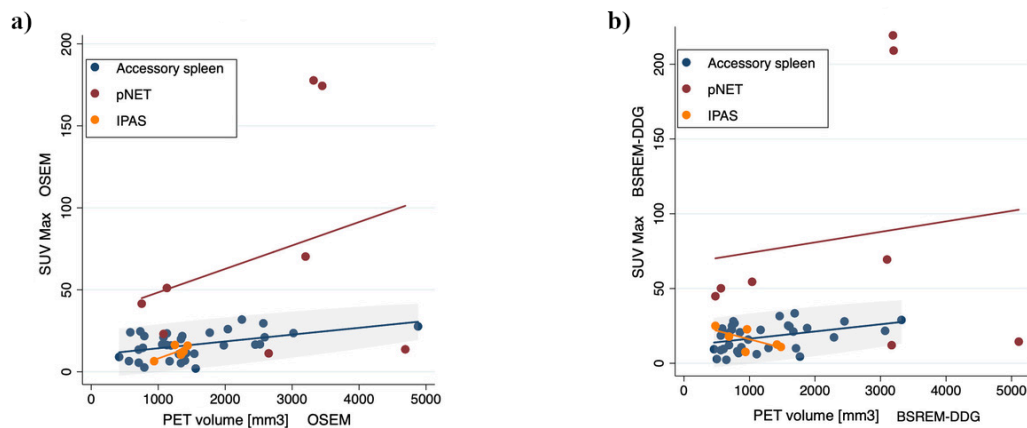 a)
200
150
100
50
0
SUV Max OSEM
Accessory spleen
pNET
IPAS
0 1000 2000 3000 4000 5000
PET volume [mm3] OSEM
b)
200
150
100
50
0
SUV Max BSREM-DDG
Accessory spleen
pNET
IPAS
0 1000 2000 3000 4000 5000
PET volume [mm3] BSREM-DDG